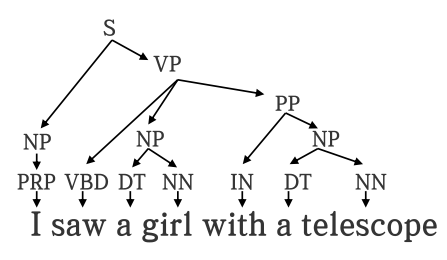 S
VP
PP
NP NP NP
PRP VBD DT NN IN DT NN
I saw a girl with a telescope